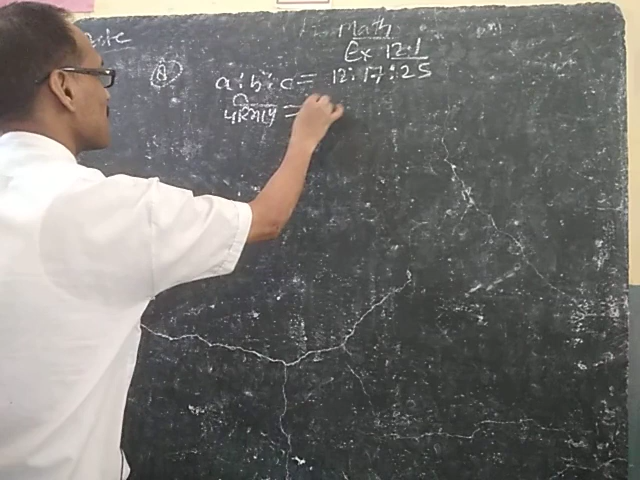 Math
Ex 12.1
a : b : c = 12 : 17 : 25
परिमाप =